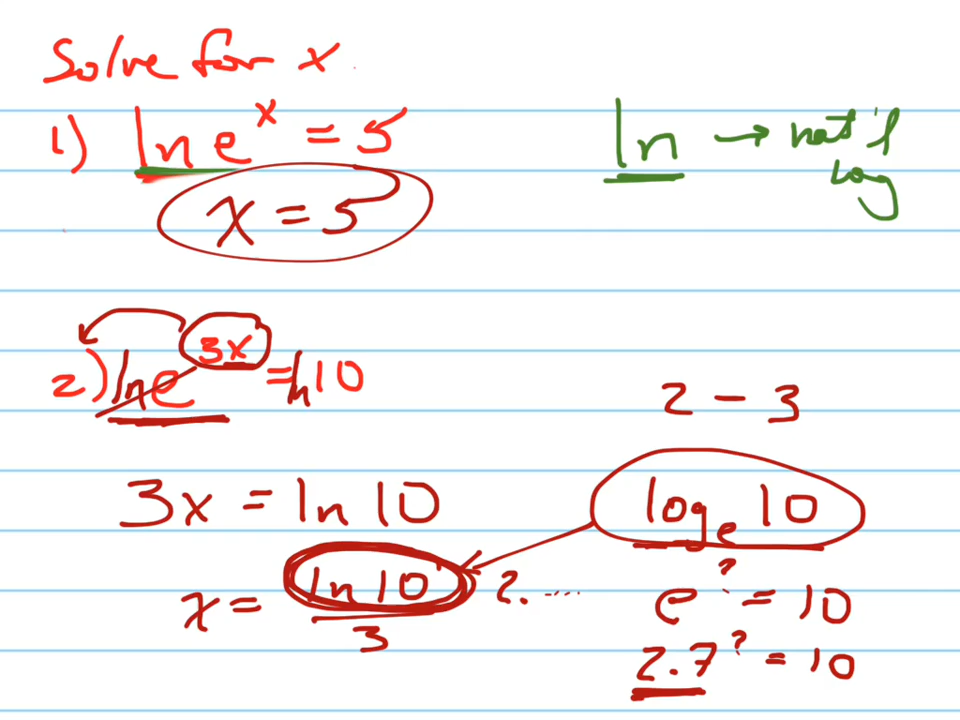 Solve for x
1) ln e^x = 5
x = 5
ln → nat'l
log
2) ln e^3x = ln 10
2 - 3
3x = ln 10
log_e 10
x = ln 10 / 3
2. ....
e^? = 10
2.7^? = 10